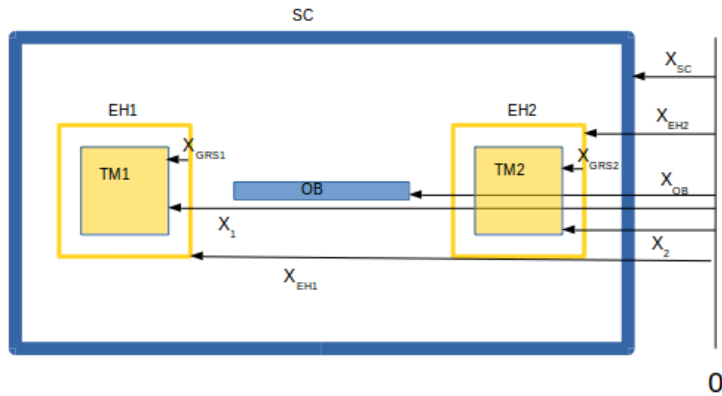 SC
X_SC
EH1
EH2
X_EH2
X_GRS1
X_GRS2
TM1
TM2
X_OB
OB
X_1
X_2
X_EH1
0